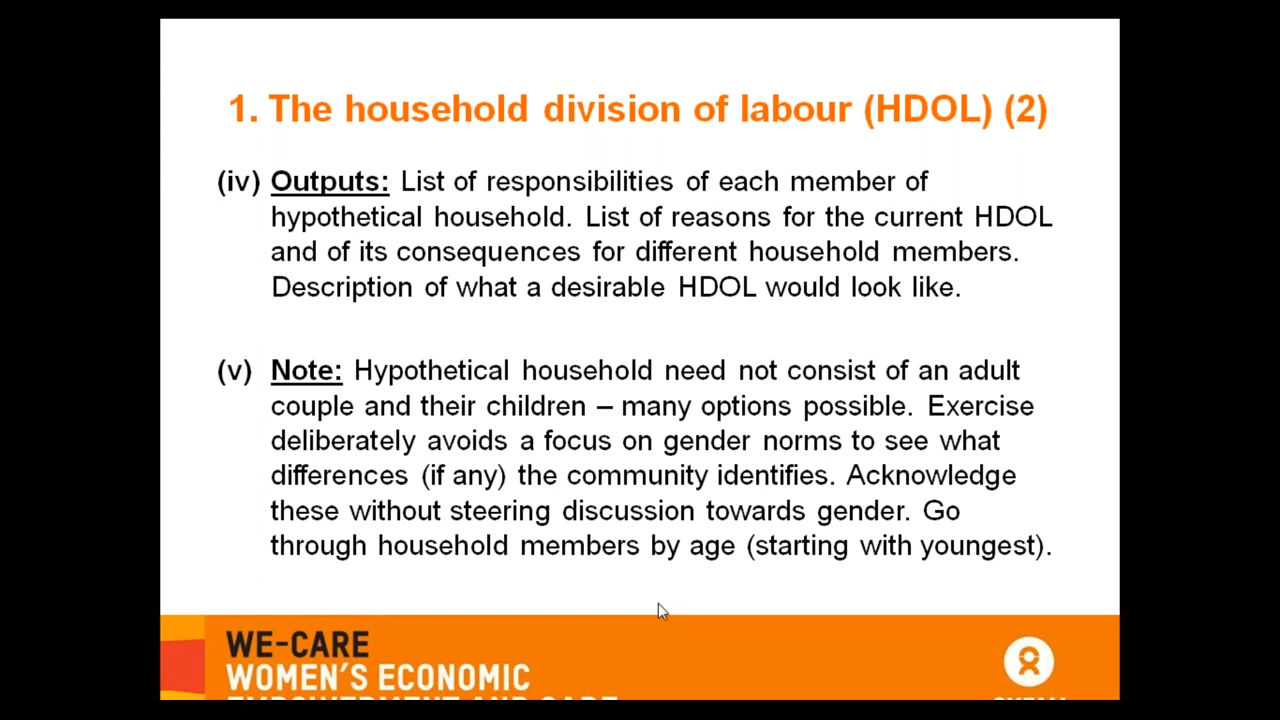 1. The household division of labour (HDOL) (2)
(iv) Outputs: List of responsibilities of each member of
hypothetical household. List of reasons for the current HDOL
and of its consequences for different household members.
Description of what a desirable HDOL would look like.
(v) Note: Hypothetical household need not consist of an adult
couple and their children – many options possible. Exercise
deliberately avoids a focus on gender norms to see what
differences (if any) the community identifies. Acknowledge
these without steering discussion towards gender. Go
through household members by age (starting with youngest).
WE-CARE
WOMEN'S ECONOMIC
EMPOWERMENT AND CARE
OXFAM